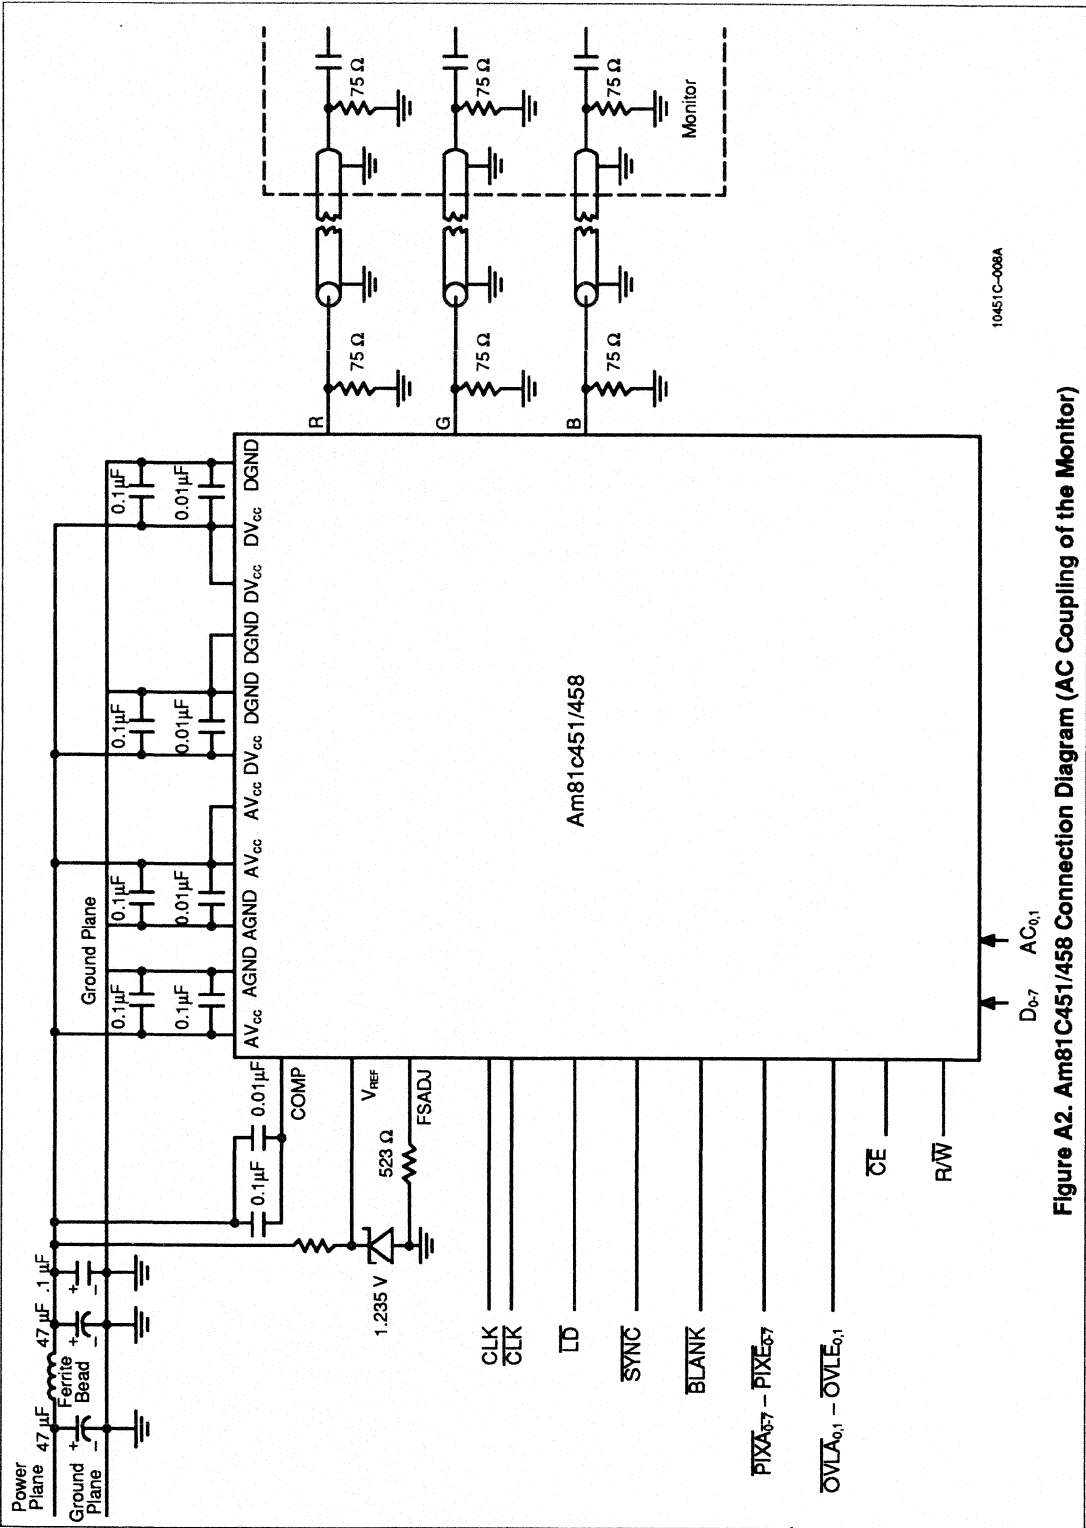 Power
Plane
47 µF
Ferrite
Bead
47 µF
.1 µF
+
−
+
−
+
−
Ground
Plane
Ground Plane
0.1µF
0.1µF
0.1µF
0.01µF
0.1µF
0.01µF
0.1µF
0.01µF
AVcc
AGND
AGND
AVcc
AVcc
DVcc
DGND
DGND
DVcc
DVcc
DGND
0.1µF
0.01µF
COMP
VREF
1.235 V
523 Ω
FSADJ
CLK
CLK
LD
SYNC
BLANK
PIXA0-7 – PIXE0-7
OVLA0,1 – OVLE0,1
CE
R/W
Am81c451/458
D0-7
AC0,1
R
G
B
75 Ω
75 Ω
75 Ω
75 Ω
75 Ω
75 Ω
Monitor
10451C-008A
Figure A2. Am81C451/458 Connection Diagram (AC Coupling of the Monitor)